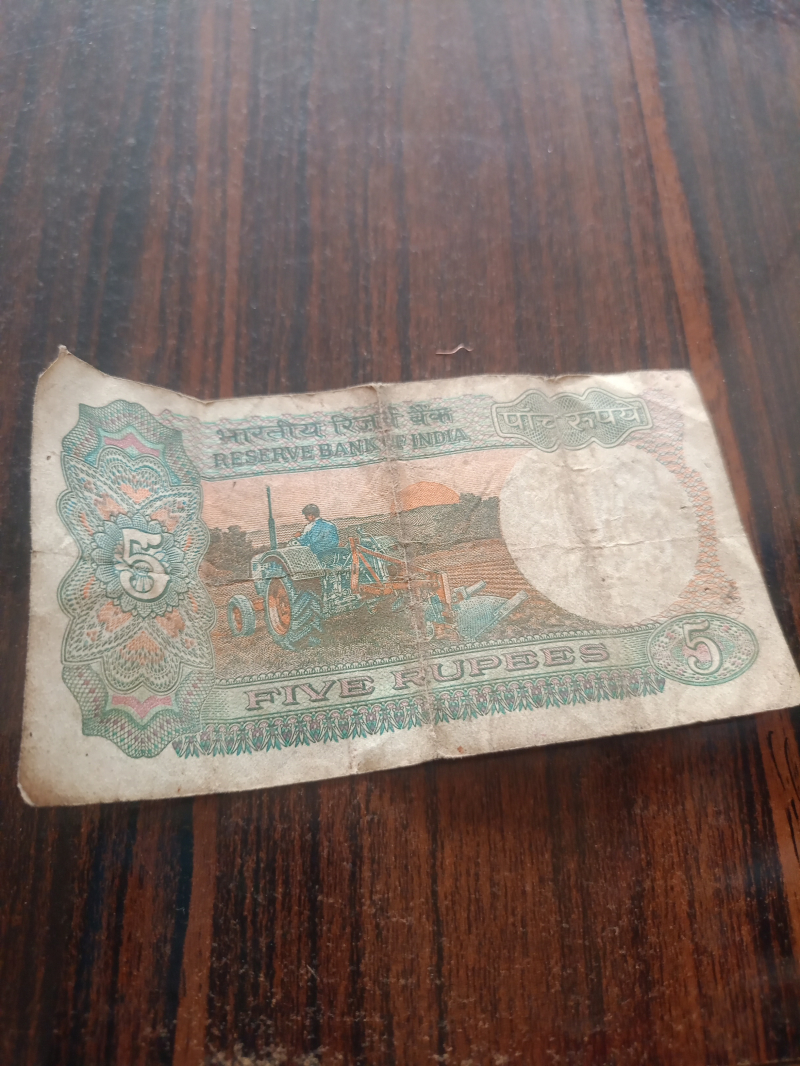 भारतीय रिज़र्व बैंक
RESERVE BANK OF INDIA
पांच रूपये
5
FIVE RUPEES
5